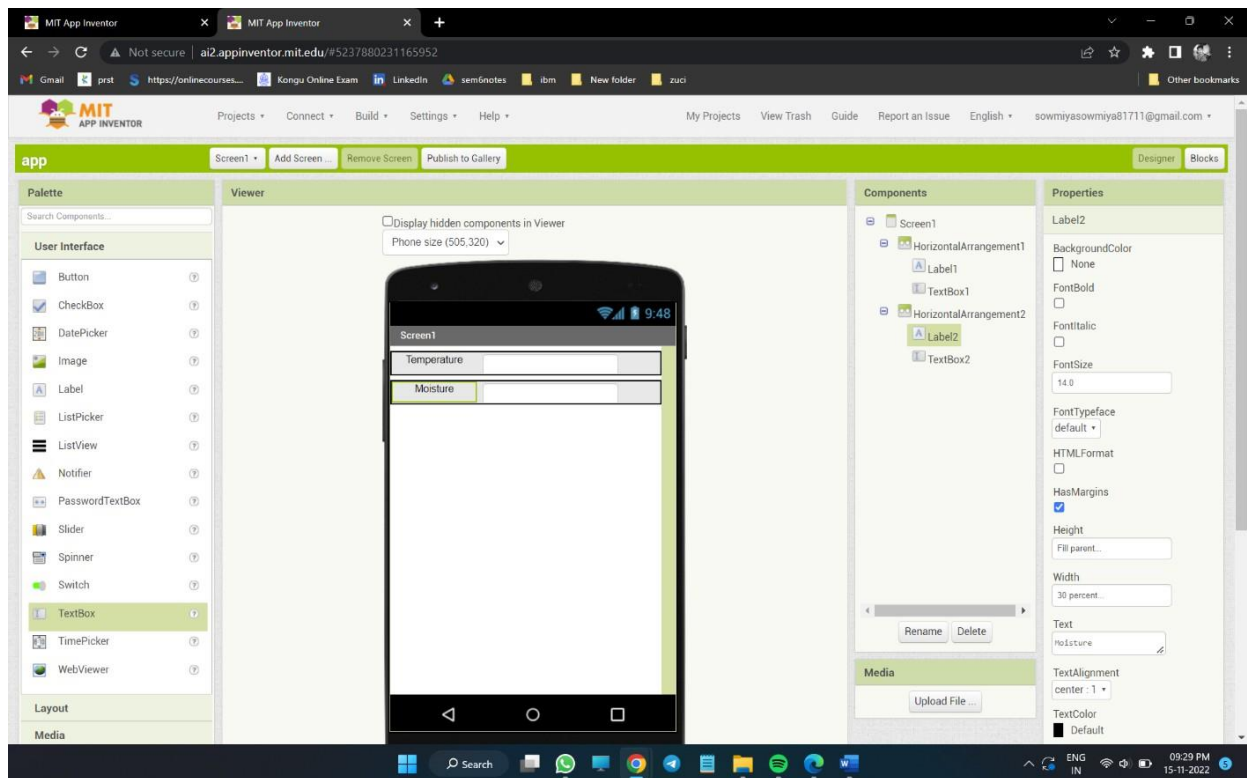 MIT App Inventor
MIT App Inventor
Not secure | ai2.appinventor.mit.edu/#5237880231165952
Gmail prst https://onlinecourses.... Kongu Online Exam LinkedIn sem6notes ibm New folder zuci Other bookmarks
MIT
APP INVENTOR
Projects Connect Build Settings Help My Projects View Trash Guide Report an Issue English sowmiyasowmiya81711@gmail.com
app Screen1 Add Screen ... Remove Screen Publish to Gallery Designer Blocks
Palette
Search Components...
User Interface
Button
CheckBox
DatePicker
Image
Label
ListPicker
ListView
Notifier
PasswordTextBox
Slider
Spinner
Switch
TextBox
TimePicker
WebViewer
Layout
Media
Viewer
Display hidden components in Viewer
Phone size (505,320)
9:48
Screen1
Temperature
Moisture
Components
Screen1
HorizontalArrangement1
Label1
TextBox1
HorizontalArrangement2
Label2
TextBox2
Rename Delete
Media
Upload File ...
Properties
Label2
BackgroundColor
None
FontBold
FontItalic
FontSize
14.0
FontTypeface
default
HTMLFormat
HasMargins
Height
Fill parent...
Width
30 percent...
Text
Moisture
TextAlignment
center : 1
TextColor
Default
Search
ENG
IN
09:29 PM
15-11-2022
5